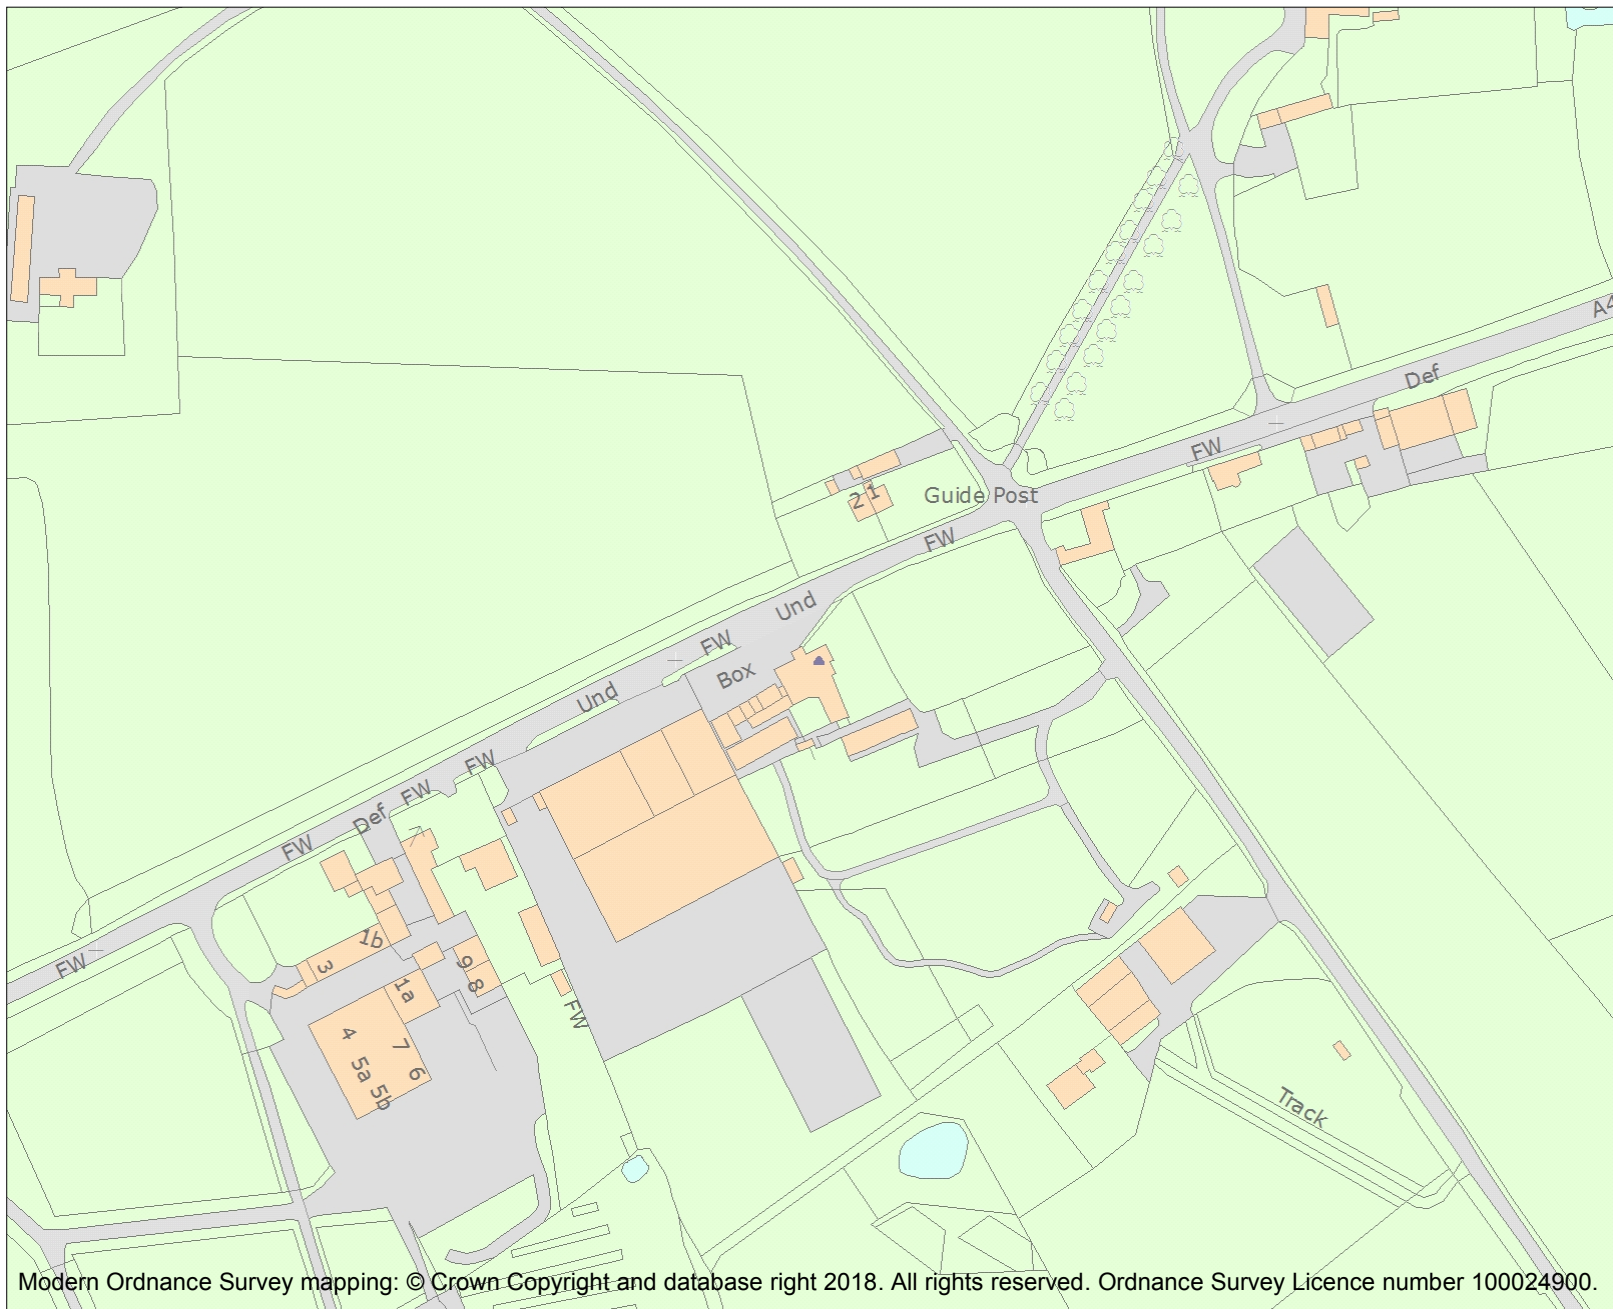 A4
Def
FW
2 1
Guide Post
FW
Und
FW
Box
Und
FW
FW
Def
FW
1b
3
FW
9
8
1a
FW
4
7
5a
6
5b
Track
Modern Ordnance Survey mapping: © Crown Copyright and database right 2018. All rights reserved. Ordnance Survey Licence number 100024900.